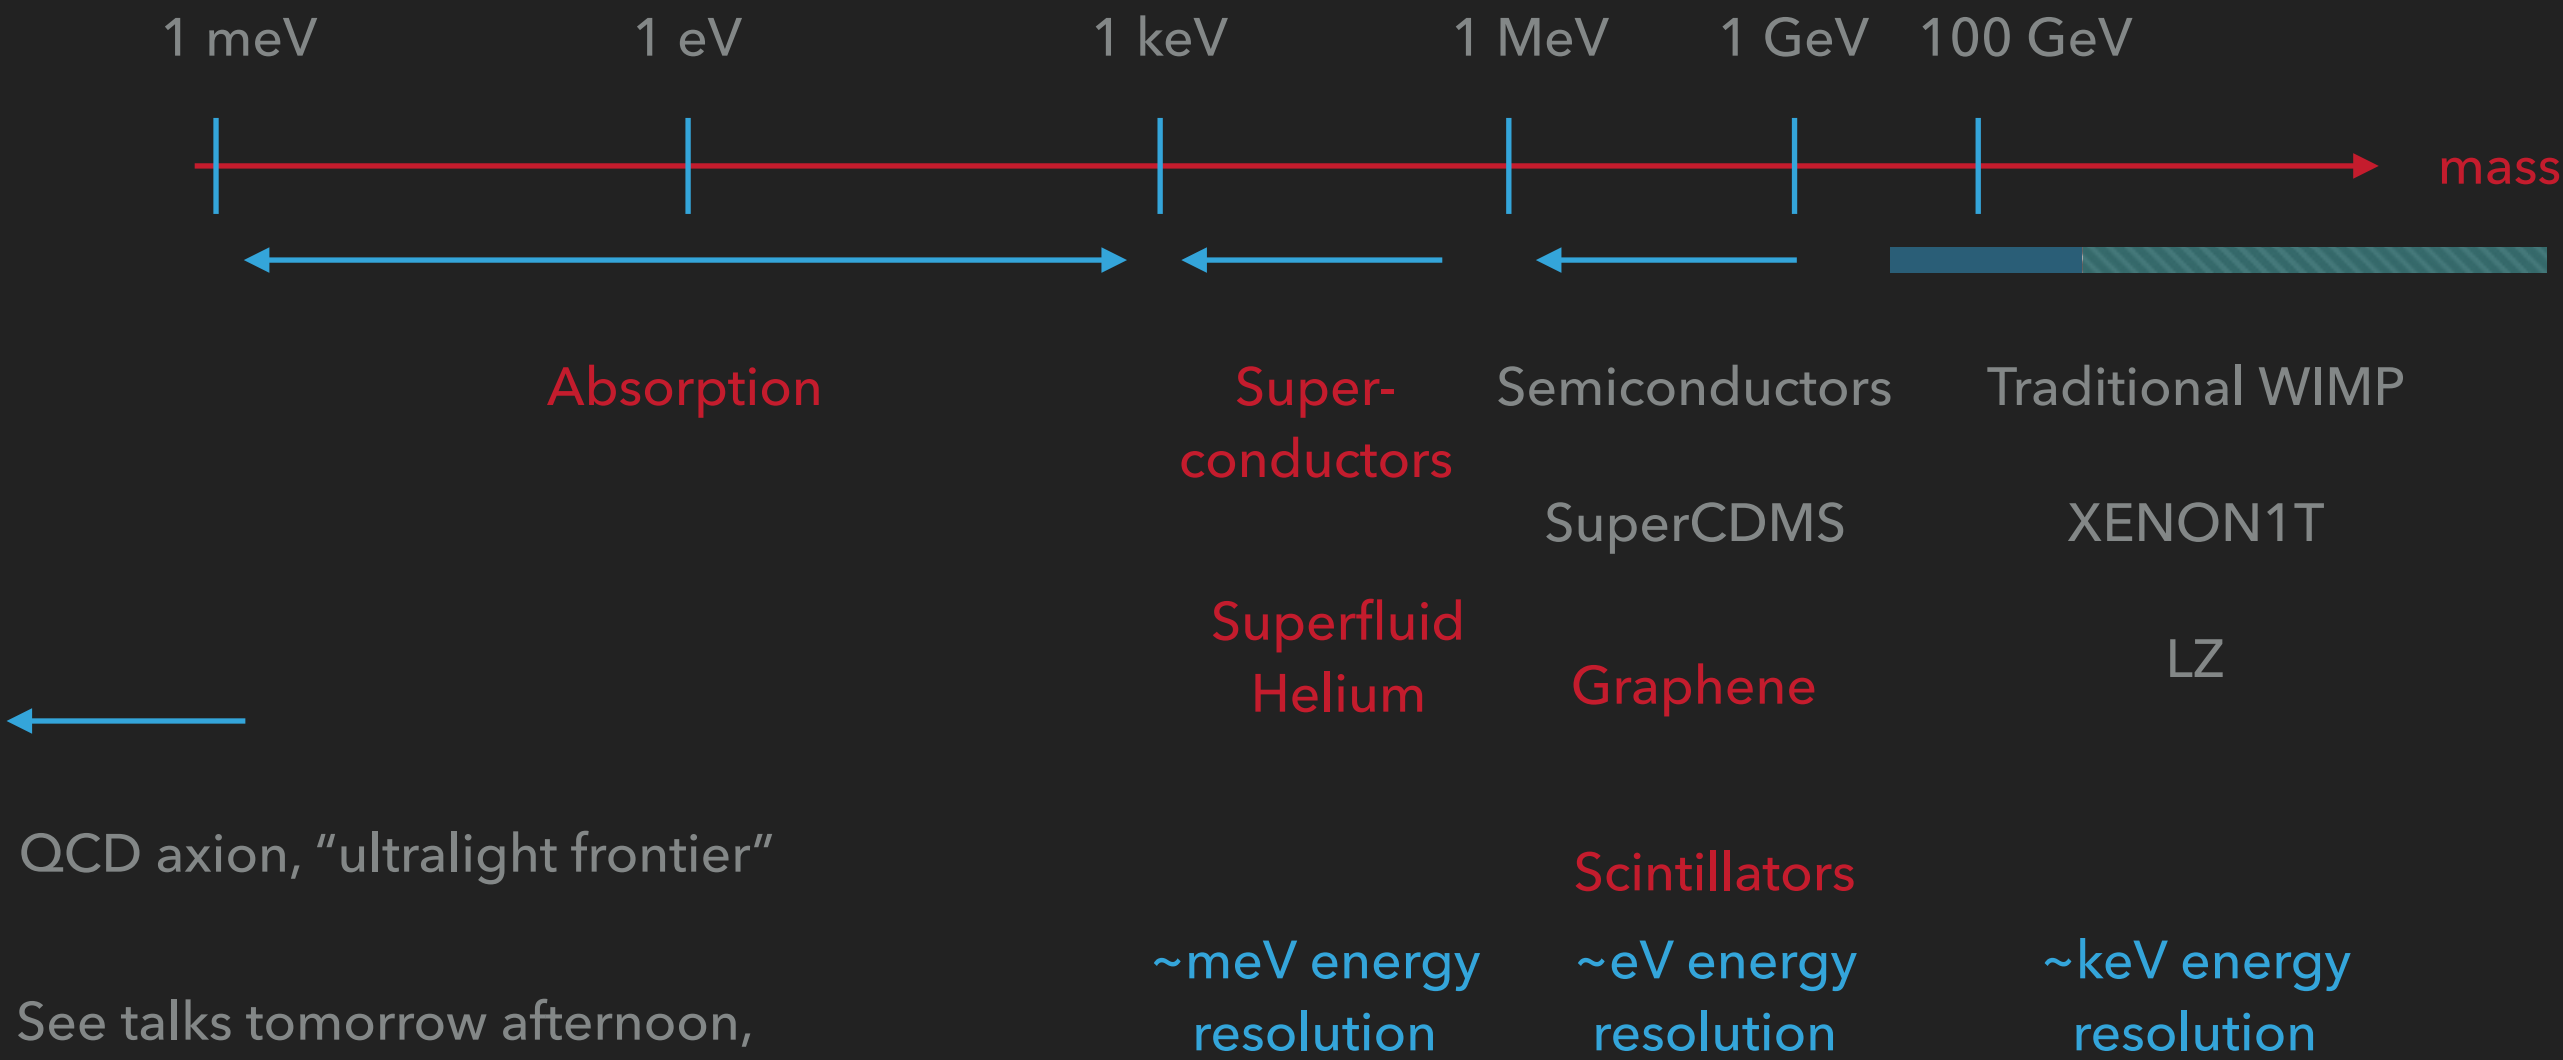 1 meV
1 eV
1 keV
1 MeV
1 GeV
100 GeV
mass
Absorption
Super-
conductors
Superfluid
Helium
~meV energy
resolution
Semiconductors
SuperCDMS
Graphene
Scintillators
~eV energy
resolution
Traditional WIMP
XENON1T
LZ
~keV energy
resolution
QCD axion, “ultralight frontier”
See talks tomorrow afternoon,